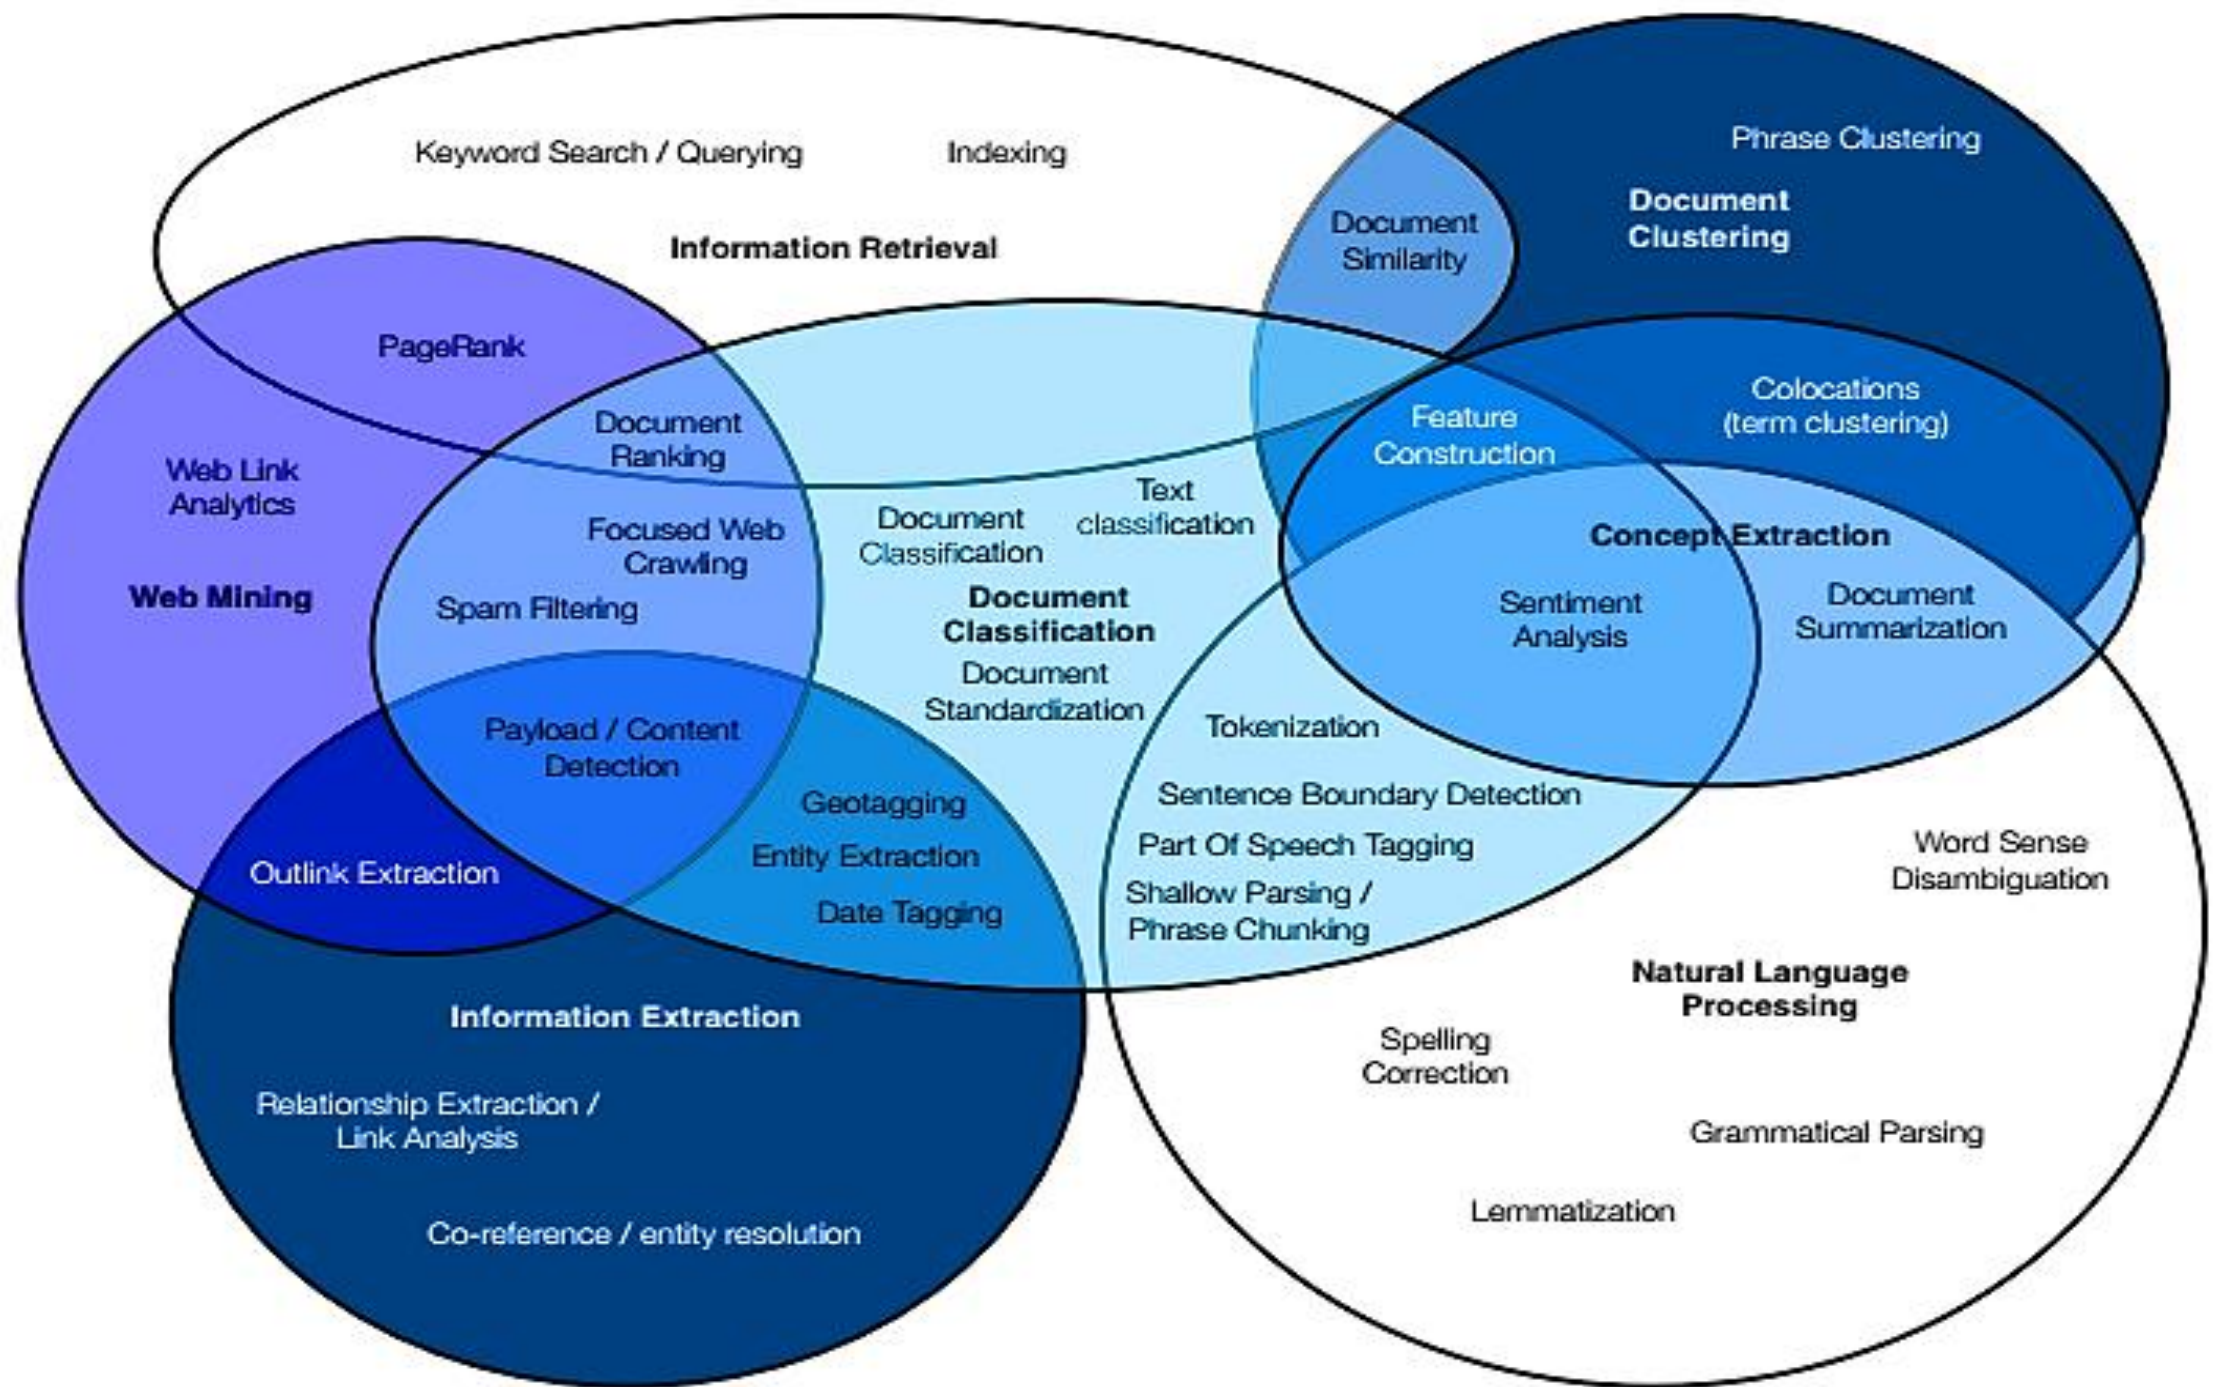 Keyword Search / Querying
Indexing
Information Retrieval
Document
Similarity
Phrase Clustering
Document
Clustering
PageRank
Document
Ranking
Web Link
Analytics
Web Mining
Focused Web
Crawling
Spam Filtering
Payload / Content
Detection
Outlink Extraction
Text
classification
Document
Classification
Document
Classification
Document
Standardization
Feature
Construction
Colocations
(term clustering)
Concept Extraction
Sentiment
Analysis
Document
Summarization
Tokenization
Sentence Boundary Detection
Part Of Speech Tagging
Shallow Parsing /
Phrase Chunking
Geotagging
Entity Extraction
Date Tagging
Information Extraction
Relationship Extraction /
Link Analysis
Co-reference / entity resolution
Word Sense
Disambiguation
Natural Language
Processing
Spelling
Correction
Grammatical Parsing
Lemmatization